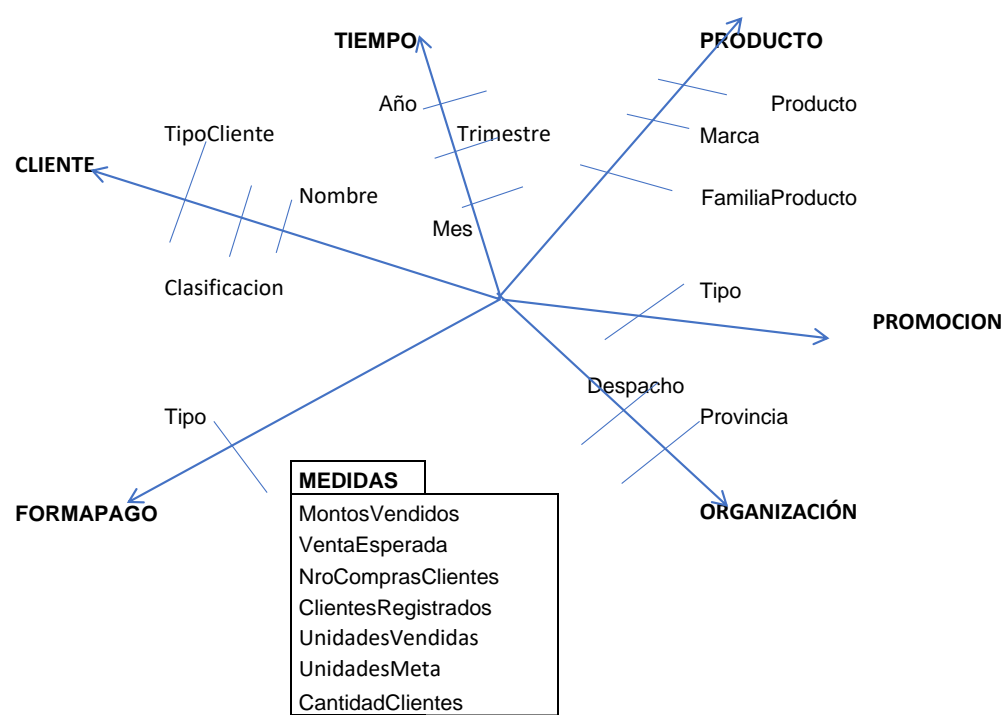 TIEMPO
PRODUCTO
Año
Producto
TipoCliente
Trimestre
Marca
CLIENTE
Nombre
FamiliaProducto
Mes
Clasificacion
Tipo
PROMOCION
Despacho
Tipo
Provincia
MEDIDAS
FORMAPAGO
ORGANIZACIÓN
MontosVendidos
VentaEsperada
NroComprasClientes
ClientesRegistrados
UnidadesVendidas
UnidadesMeta
CantidadClientes